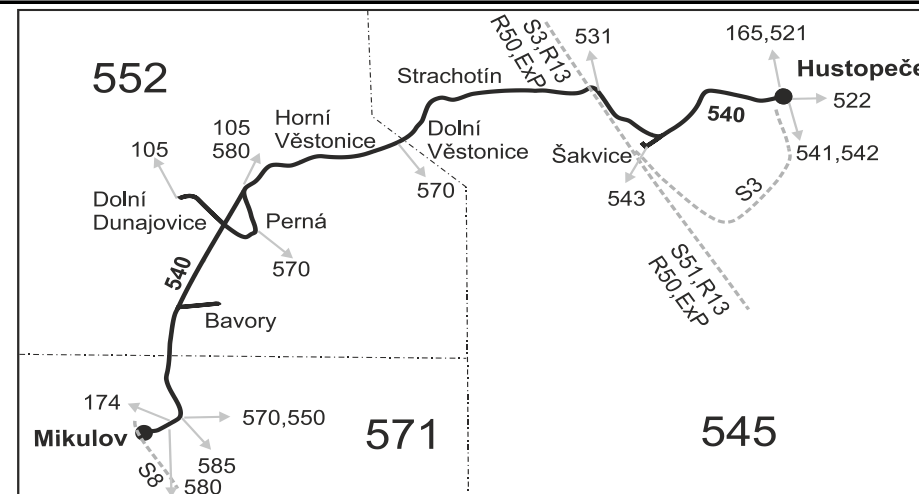 552
S3,R13
R50,ExP
531
165,521
Hustopeče
522
540
541,542
Strachotín
Horní
Věstonice
105
580
105
Dolní
Věstonice
570
Šakvice
543
S3
Dolní
Dunajovice
Perná
570
540
Bavory
S51,R13
R50,ExP
174
570,550
Mikulov
585
580
S8
571
545